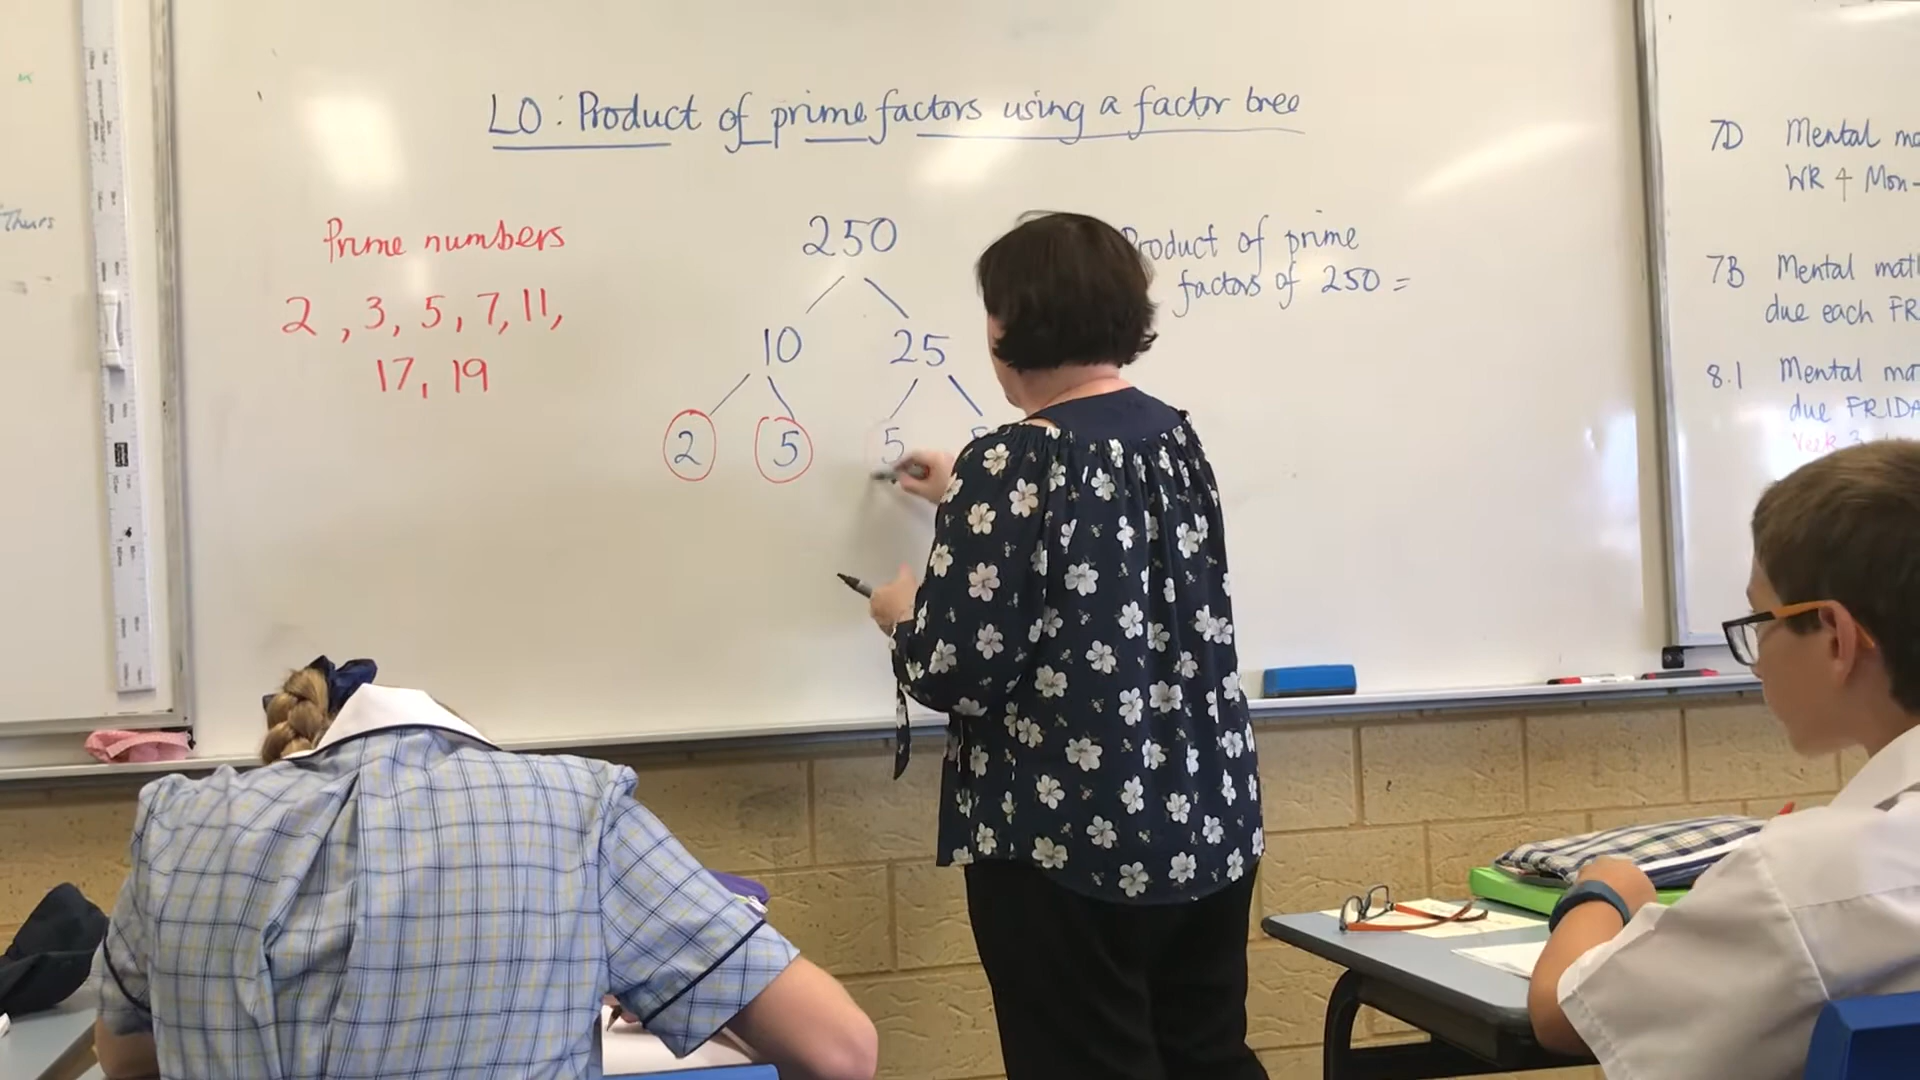 LO: Product of prime factors using a factor tree
Thurs
Prime numbers
2, 3, 5, 7, 11,
17, 19
250
10 25
2 5 5
Product of prime
factors of 250 =
7D Mental
WR 4 Mon-
7B Mental
due each
8.1 Mental
due